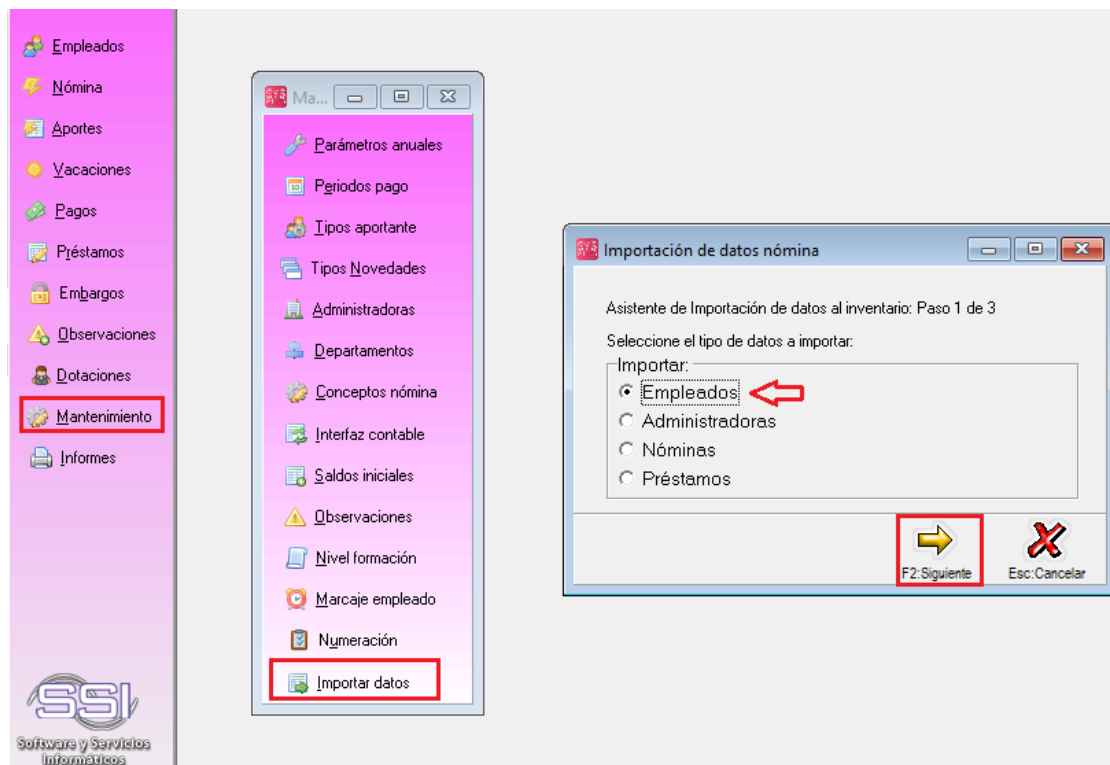 Empleados
Nómina
Aportes
Vacaciones
Pagos
Préstamos
Embargos
Observaciones
Dotaciones
Mantenimiento
Informes
SSI
Software y Servicios
Informáticos
Ma...
Parámetros anuales
Periodos pago
10
Tipos aportante
Tipos Novedades
Administradoras
Departamentos
Conceptos nómina
Interfaz contable
Saldos iniciales
Observaciones
Nivel formación
Marcaje empleado
Numeración
Importar datos
Importación de datos nómina
Asistente de Importación de datos al inventario: Paso 1 de 3
Seleccione el tipo de datos a importar:
Importar:
Empleados
Administradoras
Nóminas
Préstamos
F2:Siguiente
Esc:Cancelar